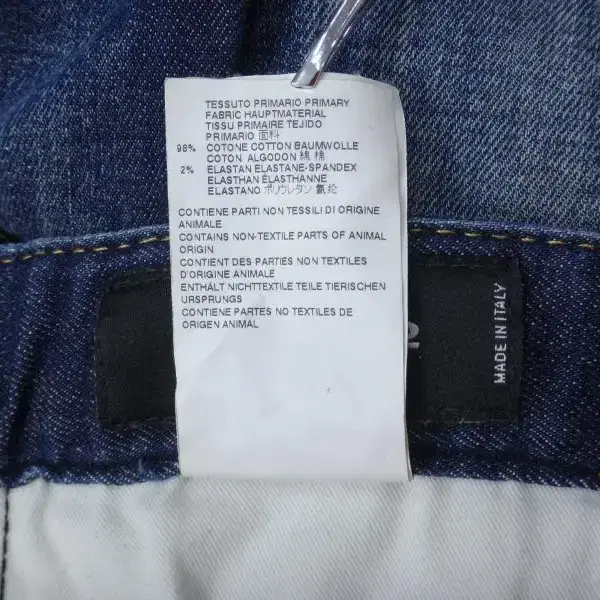 TESSUTO PRIMARIO PRIMARY
FABRIC HAUPTMATERIAL
TISSU PRIMAIRE TEJIDO
PRIMARIO 面料
98% COTONE COTTON BAUMWOLLE
COTON ALGODON 綿 棉
2% ELASTAN ELASTANE-SPANDEX
ELASTHAN ÉLASTHANNE
ELASTANO ポリウレタン 氨纶
CONTIENE PARTI NON TESSILI DI ORIGINE
ANIMALE
CONTAINS NON-TEXTILE PARTS OF ANIMAL
ORIGIN
CONTIENT DES PARTIES NON TEXTILES
D'ORIGINE ANIMALE
ENTHÄLT NICHTTEXTILE TEILE TIERISCHEN
URSPRUNGS
CONTIENE PARTES NO TEXTILES DE
ORIGEN ANIMAL
2
MADE IN ITALY